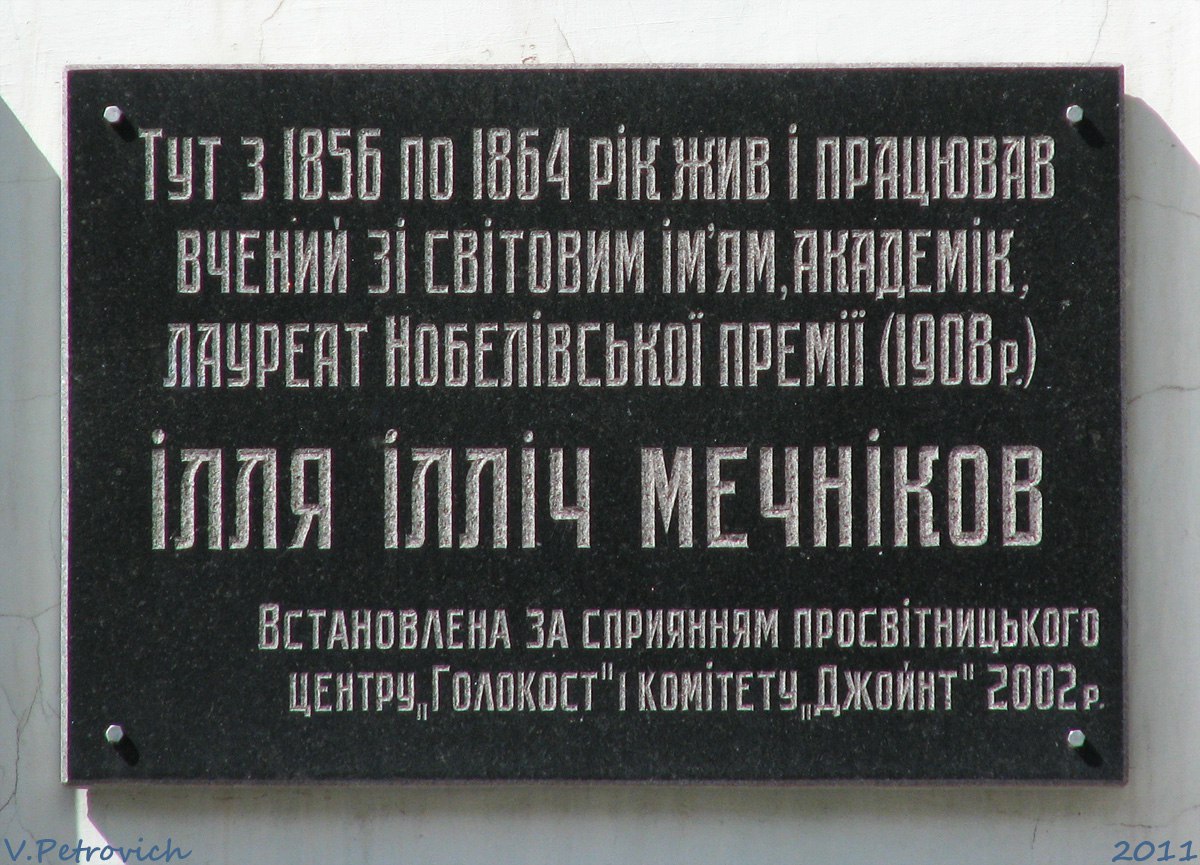 Тут з 1856 по 1864 рік жив і працював
вчений зі світовим ім'ям, академік,
лауреат Нобелівської премії (1908р.)
ІЛЛЯ ІЛЛІЧ МЕЧНІКОВ
Встановлена за сприянням просвітницького
центру „Голокост" і комітету „Джойнт" 2002р.
V.Petrovich
2011